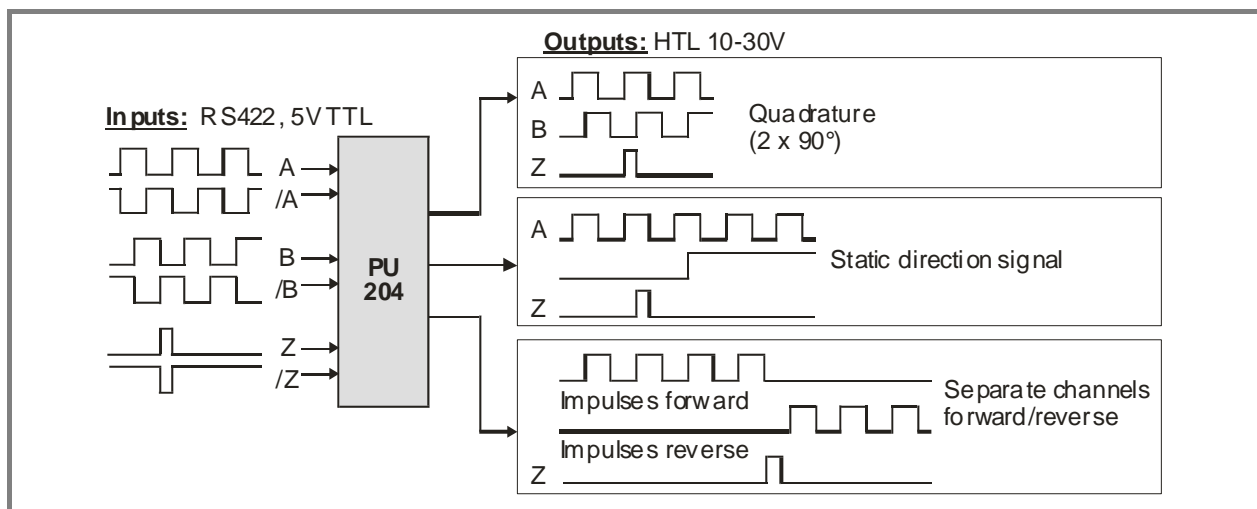 Outputs: HTL 10-30V
Inputs: RS422, 5V TTL
A
/A
B
/B
Z
/Z
PU
204
A
B
Z
Quadrature
(2 x 90°)
A
Static direction signal
Z
Impulses forward
Impulses reverse
Z
Separate channels
forward/reverse